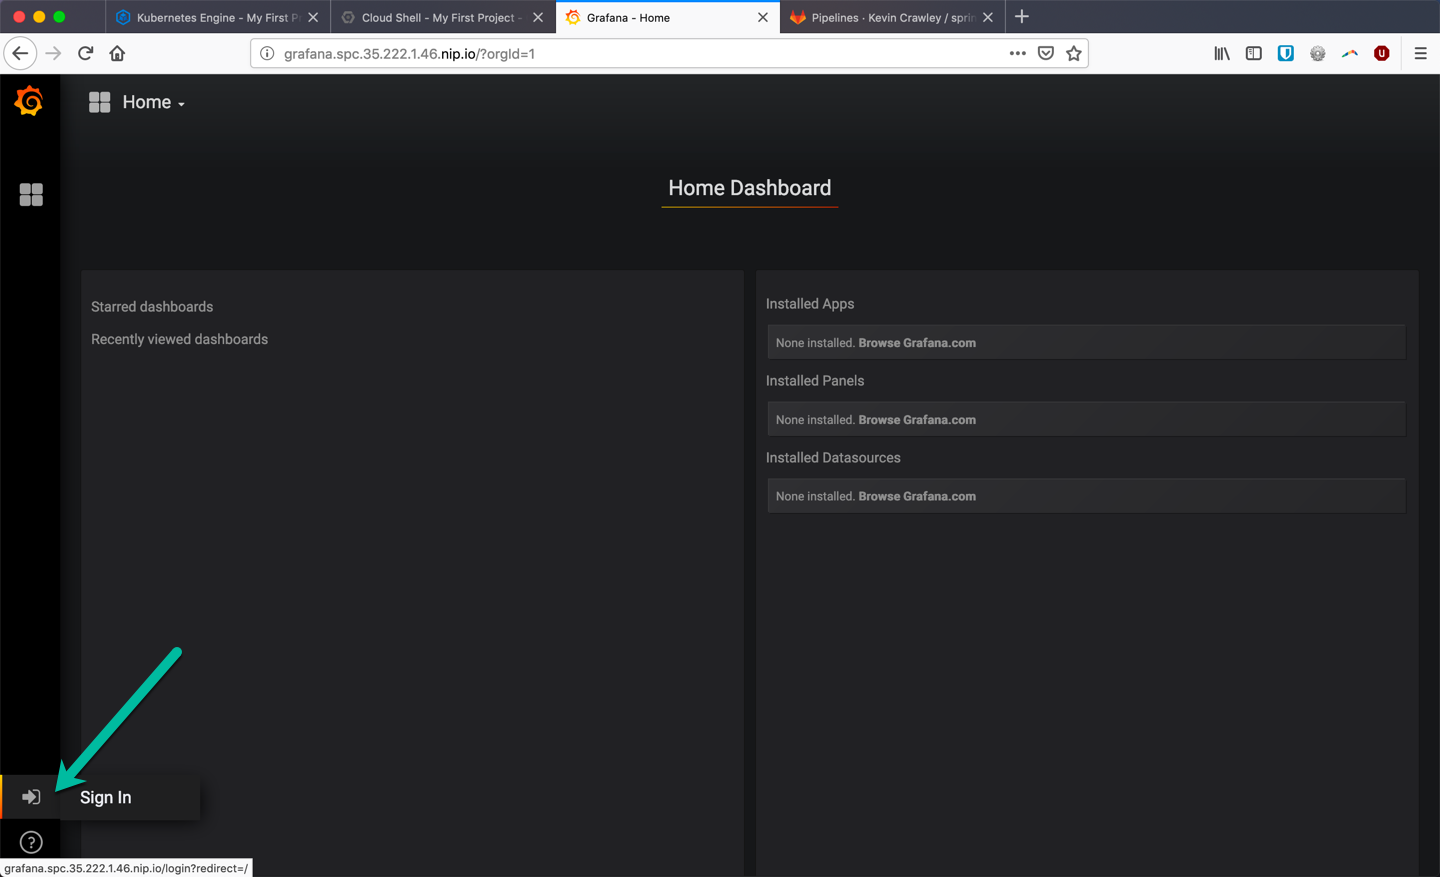 Kubernetes Engine - My First P
Cloud Shell - My First Project -
Grafana - Home
Pipelines · Kevin Crawley / sprin
grafana.spc.35.222.1.46.nip.io/?orgId=1
Home
Home Dashboard
Starred dashboards
Recently viewed dashboards
Installed Apps
None installed. Browse Grafana.com
Installed Panels
None installed. Browse Grafana.com
Installed Datasources
None installed. Browse Grafana.com
Sign In
?
grafana.spc.35.222.1.46.nip.io/login?redirect=/